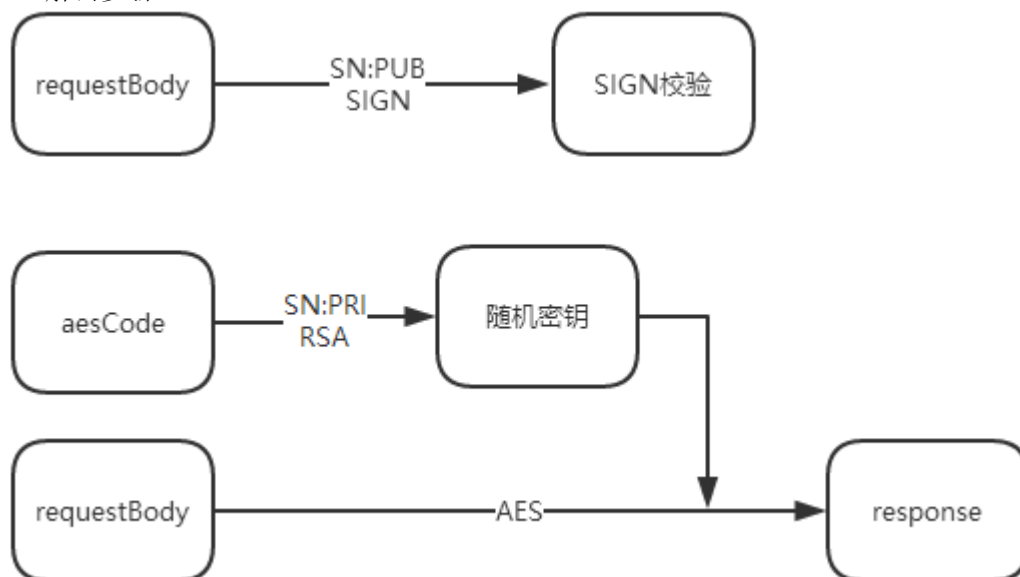 requestBody
SN:PUB
SIGN
SIGN校验
aesCode
SN:PRI
RSA
随机密钥
requestBody
AES
response